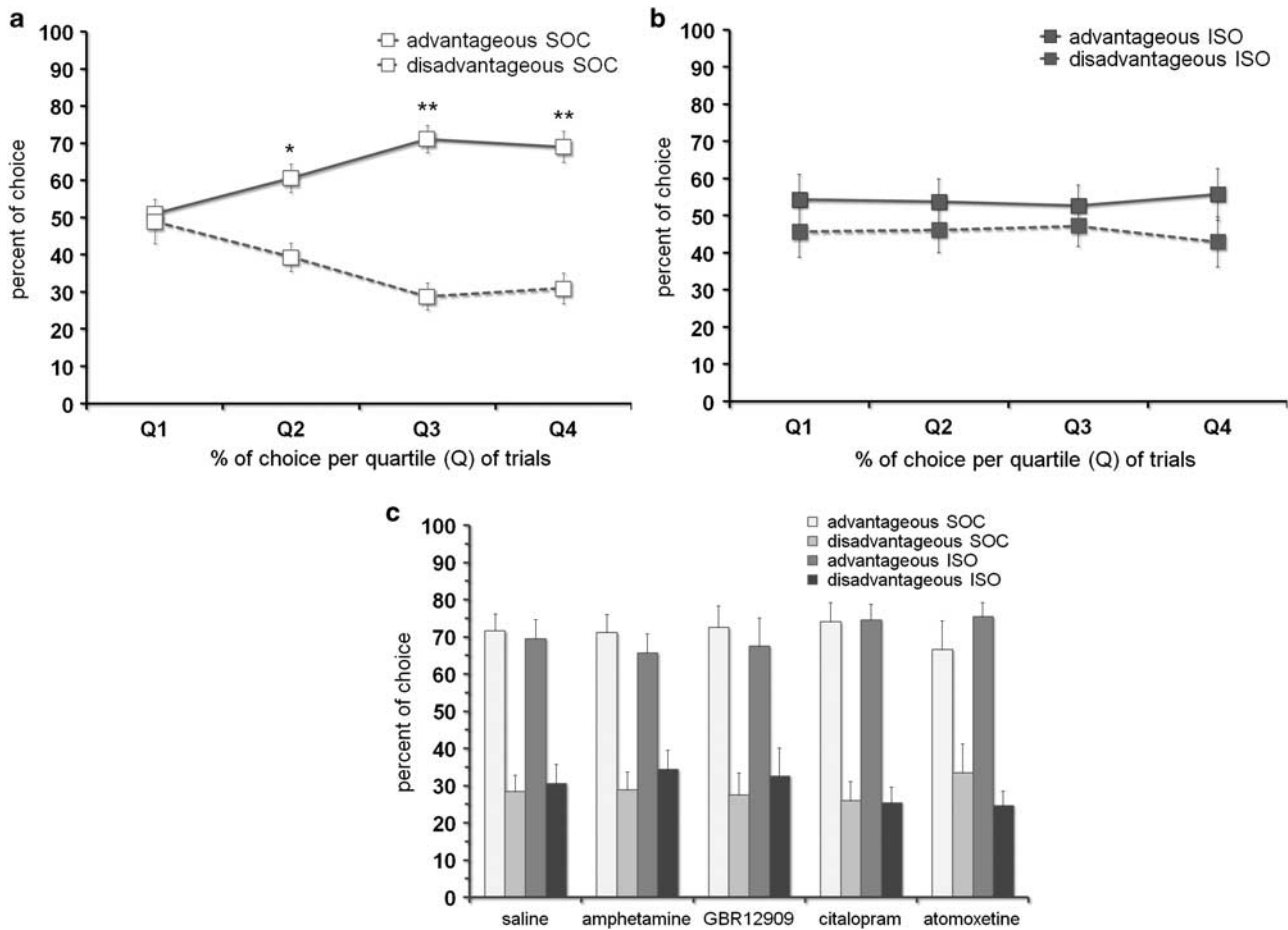 a
advantageous SOC
disadvantageous SOC
percent of choice
100
90
80
70
60
50
40
30
20
10
0
*
**
**
Q1 Q2 Q3 Q4
% of choice per quartile (Q) of trials
b
advantageous ISO
disadvantageous ISO
percent of choice
100
90
80
70
60
50
40
30
20
10
0
Q1 Q2 Q3 Q4
% of choice per quartile (Q) of trials
c
advantageous SOC
disadvantageous SOC
advantageous ISO
disadvantageous ISO
percent of choice
100
90
80
70
60
50
40
30
20
10
0
saline amphetamine GBR12909 citalopram atomoxetine